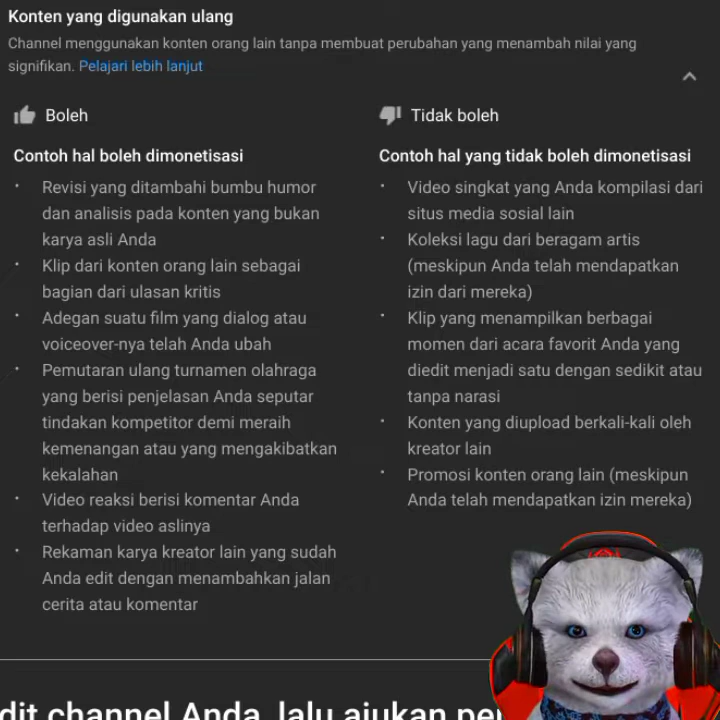 Konten yang digunakan ulang
Channel menggunakan konten orang lain tanpa membuat perubahan yang menambah nilai yang
signifikan. Pelajari lebih lanjut
Boleh
Contoh hal boleh dimonetisasi
• Revisi yang ditambahi bumbu humor
dan analisis pada konten yang bukan
karya asli Anda
• Klip dari konten orang lain sebagai
bagian dari ulasan kritis
• Adegan suatu film yang dialog atau
voiceover-nya telah Anda ubah
• Pemutaran ulang turnamen olahraga
yang berisi penjelasan Anda seputar
tindakan kompetitor demi meraih
kemenangan atau yang mengakibatkan
kekalahan
• Video reaksi berisi komentar Anda
terhadap video aslinya
• Rekaman karya kreator lain yang sudah
Anda edit dengan menambahkan jalan
cerita atau komentar
Tidak boleh
Contoh hal yang tidak boleh dimonetisasi
• Video singkat yang Anda kompilasi dari
situs media sosial lain
• Koleksi lagu dari beragam artis
(meskipun Anda telah mendapatkan
izin dari mereka)
• Klip yang menampilkan berbagai
momen dari acara favorit Anda yang
diedit menjadi satu dengan sedikit atau
tanpa narasi
• Konten yang diupload berkali-kali oleh
kreator lain
• Promosi konten orang lain (meskipun
Anda telah mendapatkan izin mereka)
dit channel Anda, lalu ajukan